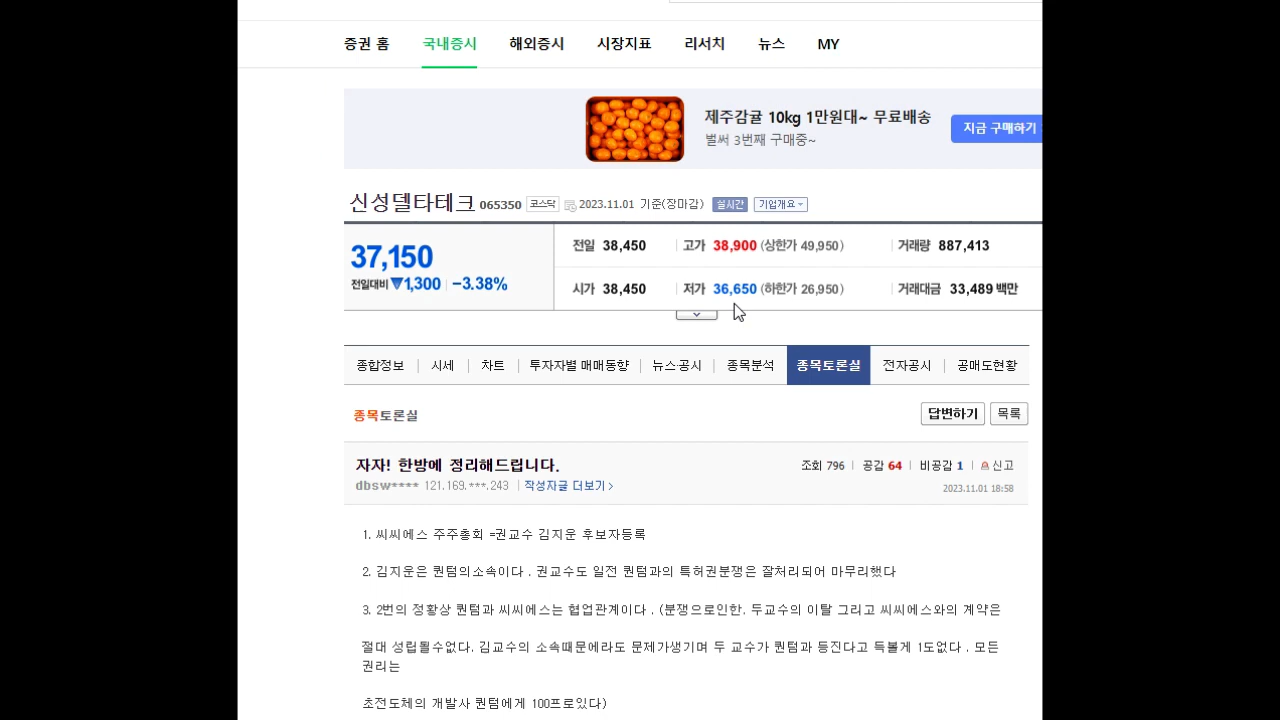 증권 홈 국내증시 해외증시 시장지표 리서치 뉴스 MY
제주감귤 10kg 1만원대~ 무료배송
벌써 3번째 구매중~
지금 구매하기
신성델타테크 065350 코스닥 2023.11.01 기준(장마감) 실시간 기업개요
37,150
전일대비 ▼1,300 -3.38%
전일 38,450 고가 38,900 (상한가 49,950) 거래량 887,413
시가 38,450 저가 36,650 (하한가 26,950) 거래대금 33,489 백만
종합정보 시세 차트 투자자별 매매동향 뉴스·공시 종목분석 종목토론실 전자공시 공매도현황
종목토론실 답변하기 목록
자자! 한방에 정리해드립니다. 조회 796 공감 64 비공감 1 신고
dbsw**** 121.169.***.243 작성자글 더보기 > 2023.11.01 18:58
1. 씨씨에스 주주총회 =권교수 김지운 후보자등록
2. 김지운은 퀀텀의소속이다 . 권교수도 일전 퀀텀과의 특허권분쟁은 잘처리되어 마무리했다
3. 2번의 정황상 퀀텀과 씨씨에스는 협업관계이다 . (분쟁으로인한. 두교수의 이탈 그리고 씨씨에스와의 계약은
절대 성립될수없다. 김교수의 소속때문에라도 문제가생기며 두 교수가 퀀텀과 등진다고 득볼게 1도없다 . 모든
권리는
초전도체의 개발사 퀀텀에게 100프로있다)